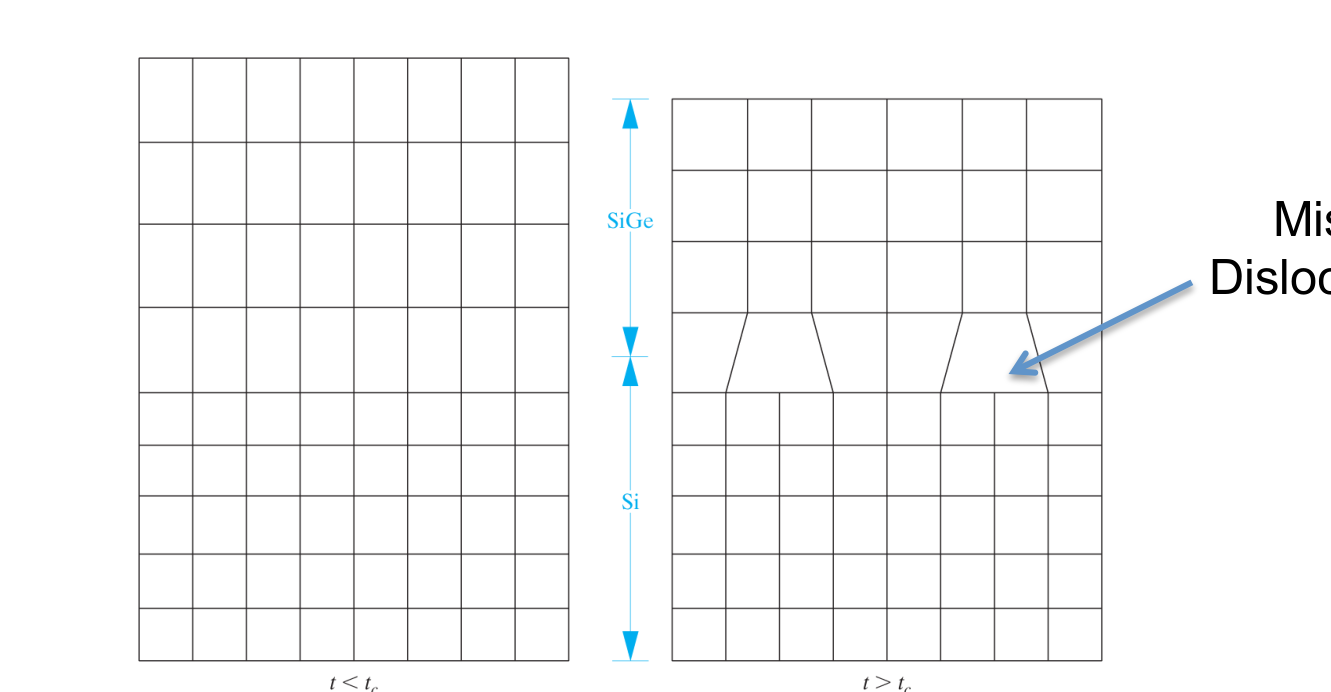 SiGe
Si
t < t_c
t > t_c